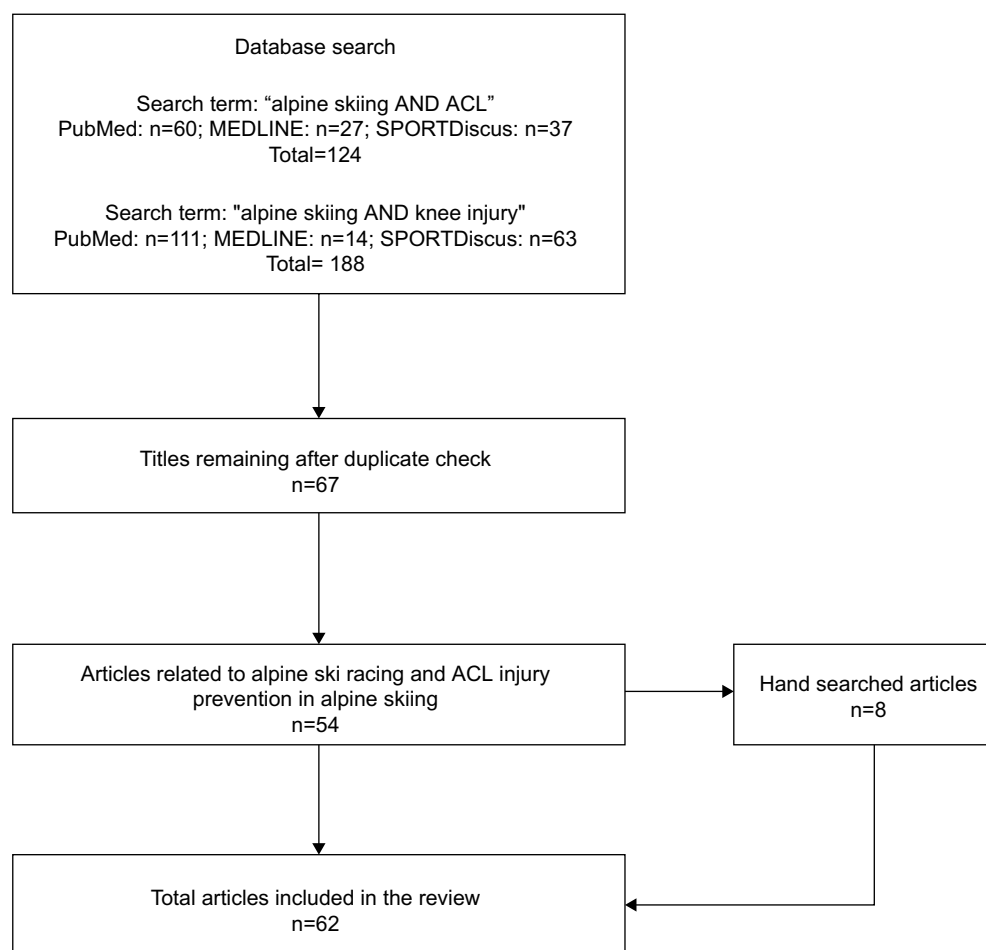 Database search
Search term: “alpine skiing AND ACL”
PubMed: n=60; MEDLINE: n=27; SPORTDiscus: n=37
Total=124
Search term: "alpine skiing AND knee injury"
PubMed: n=111; MEDLINE: n=14; SPORTDiscus: n=63
Total= 188
Titles remaining after duplicate check
n=67
Articles related to alpine ski racing and ACL injury
prevention in alpine skiing
n=54
Hand searched articles
n=8
Total articles included in the review
n=62